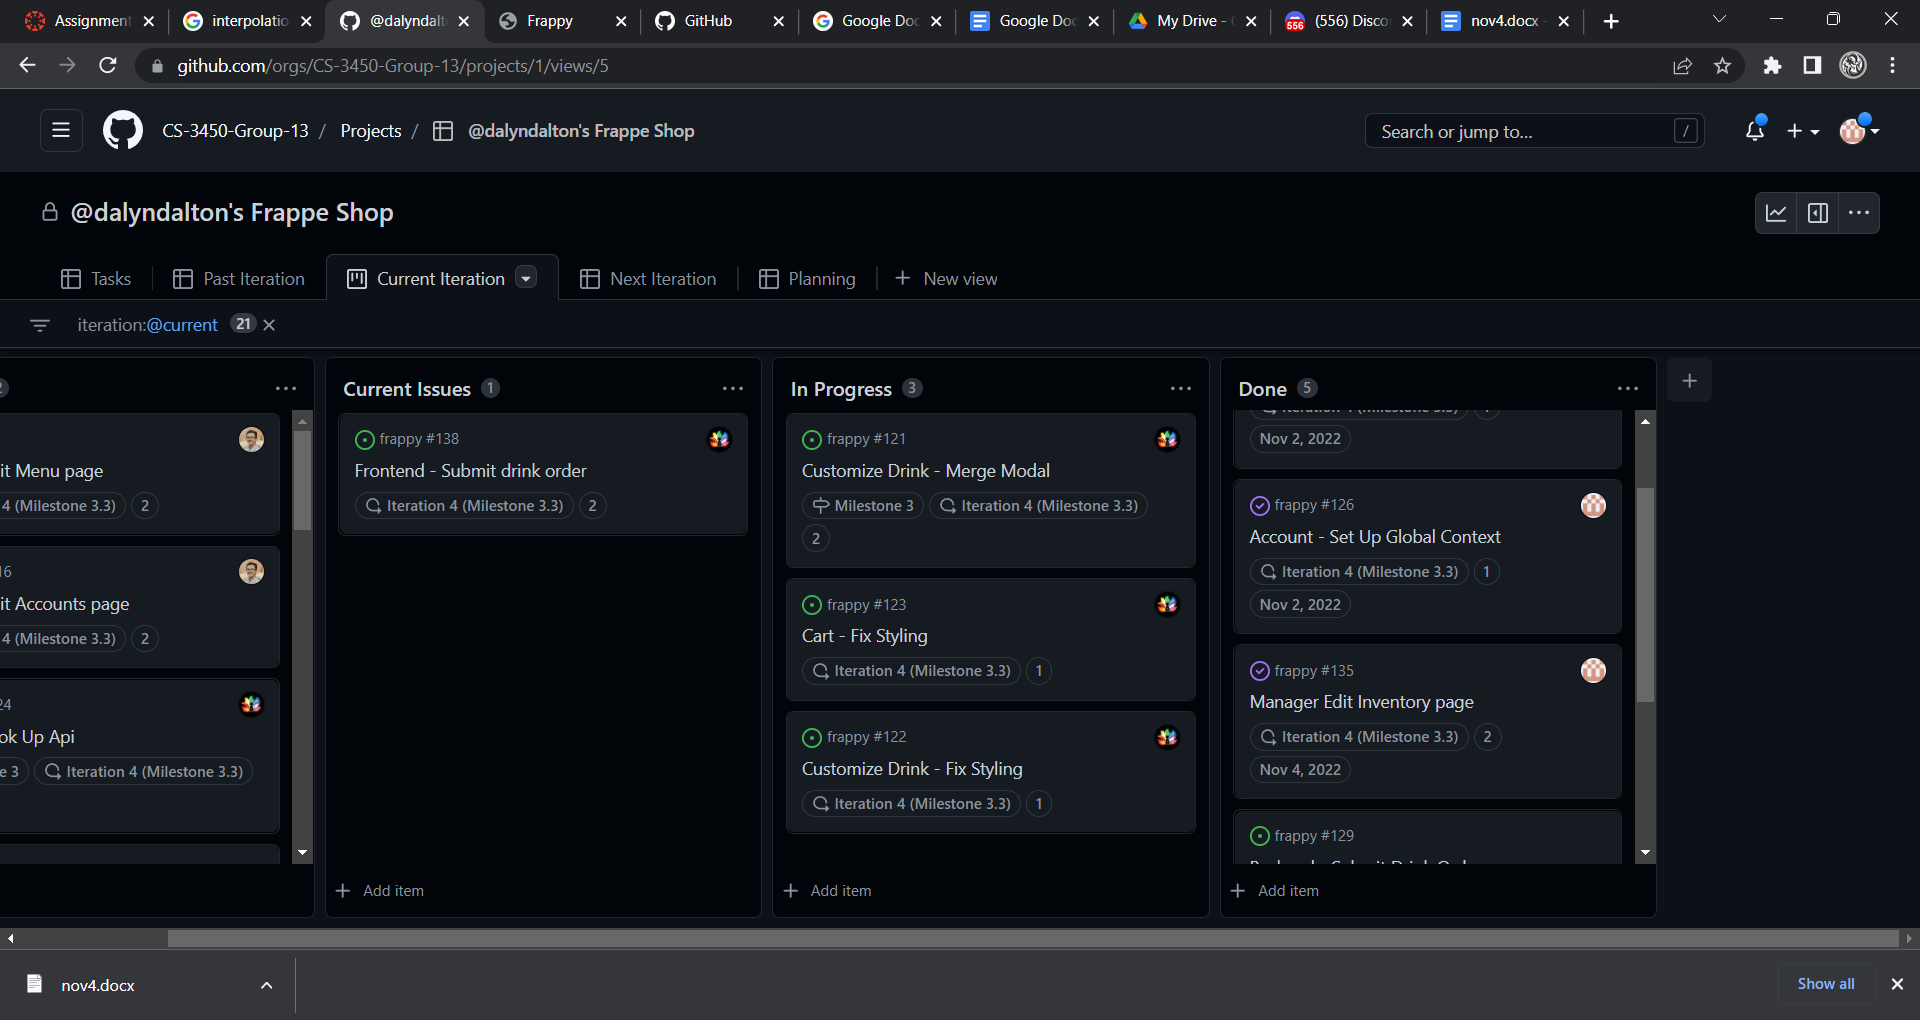 Assignment
interpolatio
@dalyndalt
Frappy
GitHub
Google Doc
Google Doc
My Drive -
556
(556) Disco
nov4.docx
github.com/orgs/CS-3450-Group-13/projects/1/views/5
CS-3450-Group-13 / Projects / @dalyndalton's Frappe Shop
Search or jump to...
/
@dalyndalton's Frappe Shop
Tasks
Past Iteration
Current Iteration
Next Iteration
Planning
New view
iteration:@current 21
it Menu page
4 (Milestone 3.3) 2
16
it Accounts page
4 (Milestone 3.3) 2
24
ok Up Api
e 3 Iteration 4 (Milestone 3.3)
Current Issues 1
frappy #138
Frontend - Submit drink order
Iteration 4 (Milestone 3.3) 2
Add item
In Progress 3
frappy #121
Customize Drink - Merge Modal
Milestone 3 Iteration 4 (Milestone 3.3)
2
frappy #123
Cart - Fix Styling
Iteration 4 (Milestone 3.3) 1
frappy #122
Customize Drink - Fix Styling
Iteration 4 (Milestone 3.3) 1
Add item
Done 5
Nov 2, 2022
frappy #126
Account - Set Up Global Context
Iteration 4 (Milestone 3.3) 1
Nov 2, 2022
frappy #135
Manager Edit Inventory page
Iteration 4 (Milestone 3.3) 2
Nov 4, 2022
frappy #129
Add item
nov4.docx
Show all